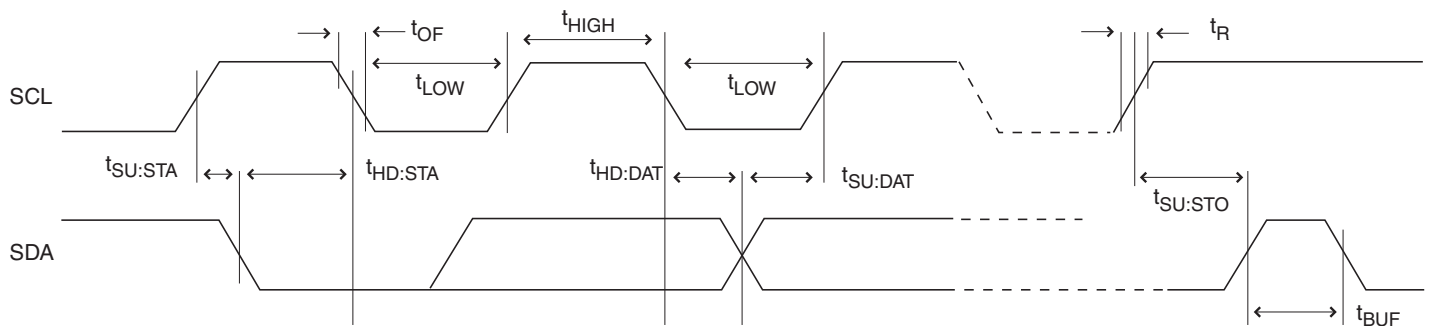 tOF
tHIGH
tR
tLOW
tLOW
SCL
tSU:STA
tHD:STA
tHD:DAT
tSU:DAT
tSU:STO
SDA
tBUF